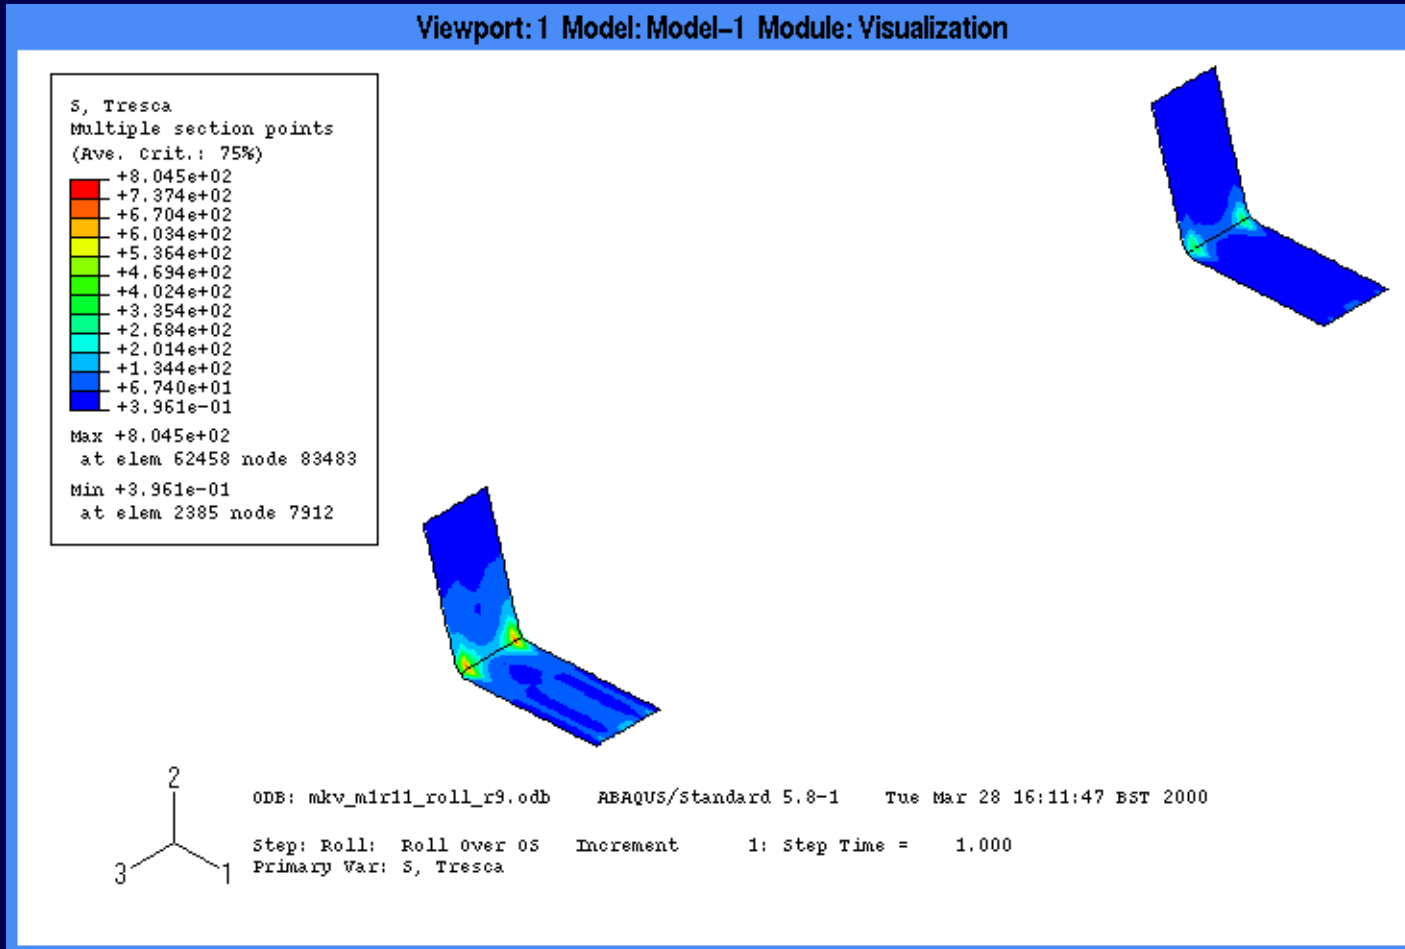 Viewport: 1 Model: Model-1 Module: Visualization
S, Tresca
Multiple section points
(Ave. Crit.: 75%)
+8.045e+02
+7.374e+02
+6.704e+02
+6.034e+02
+5.364e+02
+4.694e+02
+4.024e+02
+3.354e+02
+2.684e+02
+2.014e+02
+1.344e+02
+6.740e+01
+3.961e-01
Max +8.045e+02
at elem 62458 node 83483
Min +3.961e-01
at elem 2385 node 7912
2
3
1
ODB: mkv_m1r11_roll_r9.odb ABAQUS/Standard 5.8-1 Tue Mar 28 16:11:47 BST 2000
Step: Roll: Roll Over OS Increment 1: Step Time = 1.000
Primary Var: S, Tresca